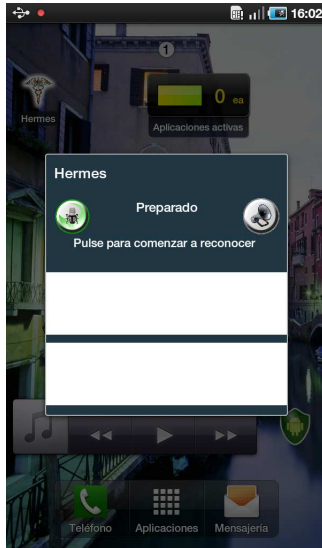 16:02
1
Hermes
0 ea
Aplicaciones activas
Hermes
Preparado
Pulse para comenzar a reconocer
Teléfono
Aplicaciones
Mensajería